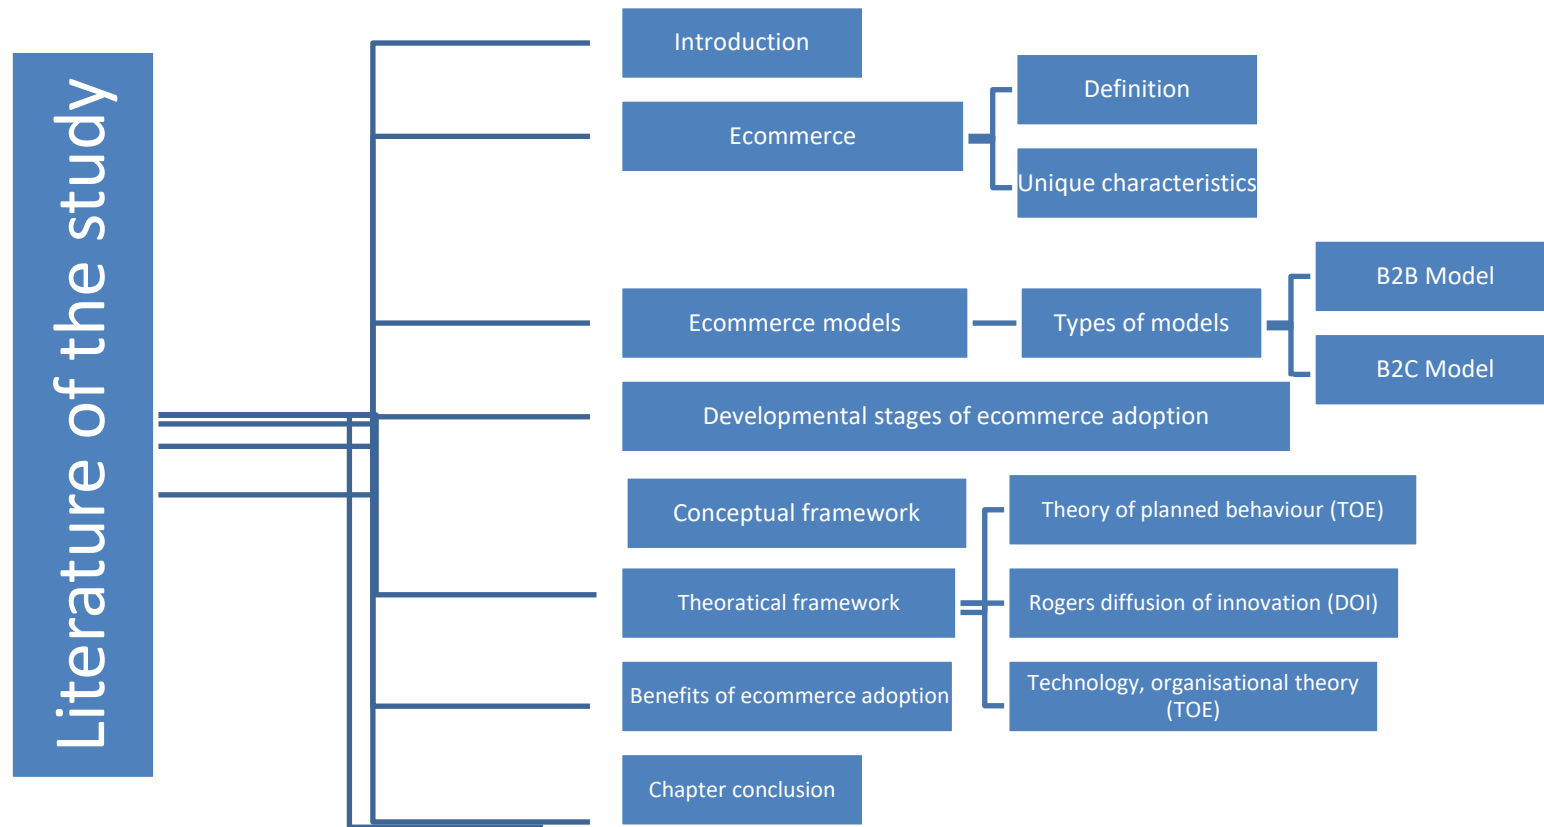 Literature of the study
Introduction
Ecommerce
Definition
Unique characteristics
Ecommerce models
Types of models
B2B Model
B2C Model
Developmental stages of ecommerce adoption
Conceptual framework
Theoratical framework
Theory of planned behaviour (TOE)
Rogers diffusion of innovation (DOI)
Technology, organisational theory
(TOE)
Benefits of ecommerce adoption
Chapter conclusion